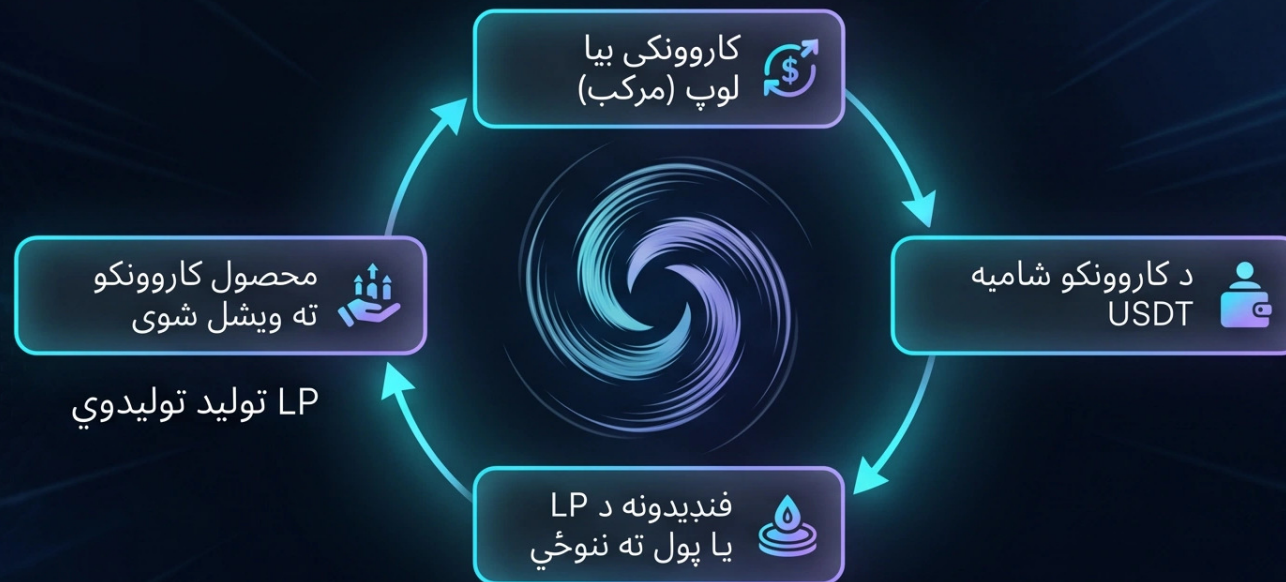 کاروونکی بیا
لوپ (مرکب)
د کاروونکو شامیه
USDT
محصول کاروونکو
ته ویشل شوی
LP تولید تولیدوي
فنډیدونه د LP
یا پول ته ننوځي